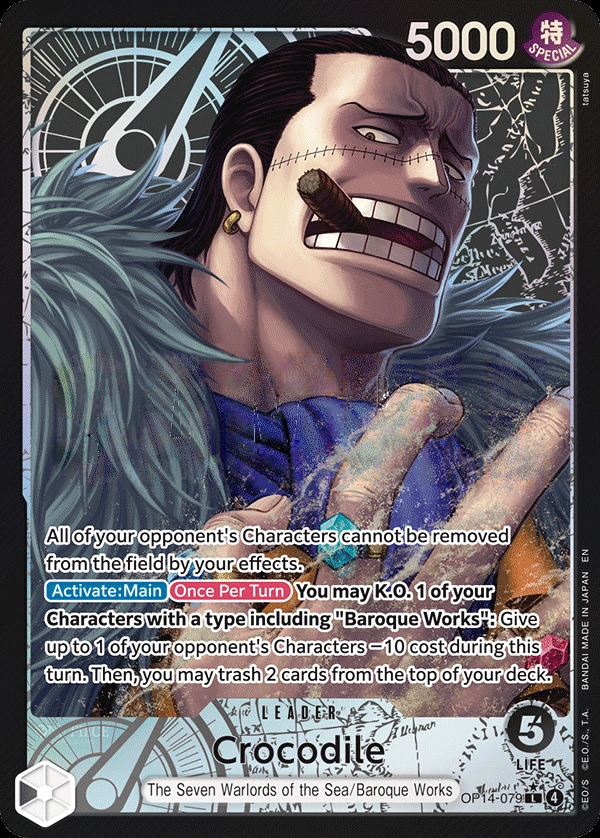 5000
特
SPECIAL
tatsuya
All of your opponent's Characters cannot be removed
from the field by your effects.
Activate:Main Once Per Turn You may K.O. 1 of your
Characters with a type including "Baroque Works": Give
up to 1 of your opponent's Characters −10 cost during this
turn. Then, you may trash 2 cards from the top of your deck.
LEADER
Crocodile
5
LIFE
The Seven Warlords of the Sea/Baroque Works
OP14-079 L 4
©E.O/S ©E.O./S., T.A. BANDAI MADE IN JAPAN EN